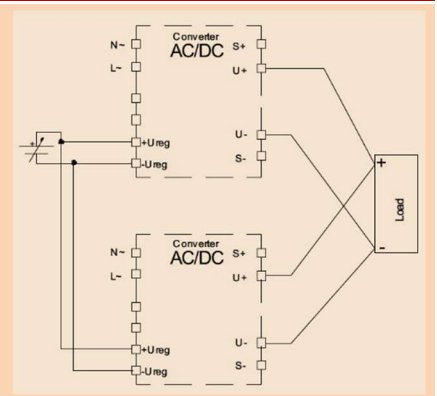 Converter
AC/DC
N~
L~
S+
U+
U-
S-
+Ureg
-Ureg
+
+
-
Load
Converter
AC/DC
N~
L~
S+
U+
U-
S-
+Ureg
-Ureg